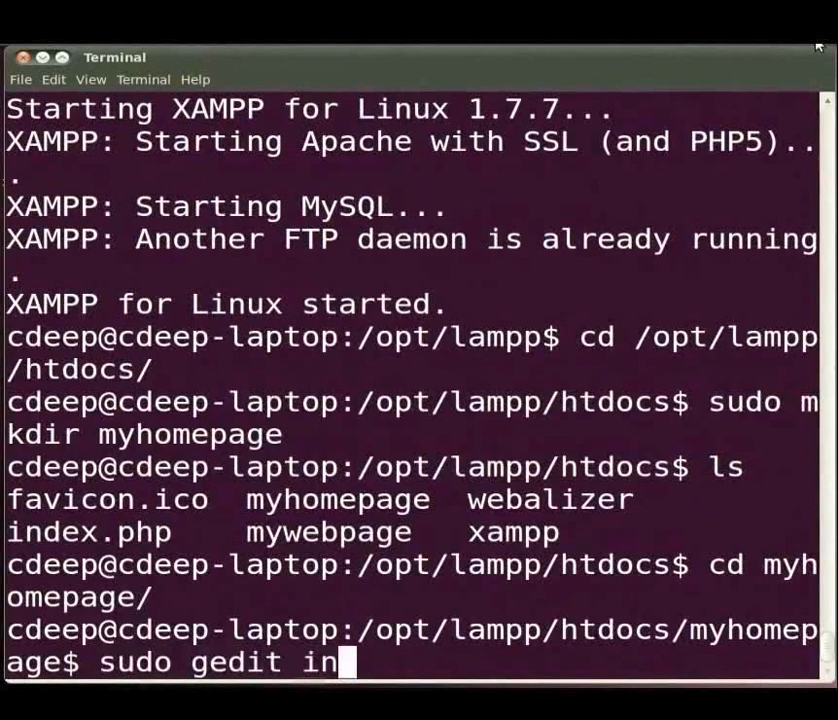 Terminal
File Edit View Terminal Help
Starting XAMPP for Linux 1.7.7...
XAMPP: Starting Apache with SSL (and PHP5)..
.
XAMPP: Starting MySQL...
XAMPP: Another FTP daemon is already running
.
XAMPP for Linux started.
cdeep@cdeep-laptop:/opt/lampp$ cd /opt/lampp
/htdocs/
cdeep@cdeep-laptop:/opt/lampp/htdocs$ sudo m
kdir myhomepage
cdeep@cdeep-laptop:/opt/lampp/htdocs$ ls
favicon.ico myhomepage webalizer
index.php mywebpage xampp
cdeep@cdeep-laptop:/opt/lampp/htdocs$ cd myh
omepage/
cdeep@cdeep-laptop:/opt/lampp/htdocs/myhomep
age$ sudo gedit in